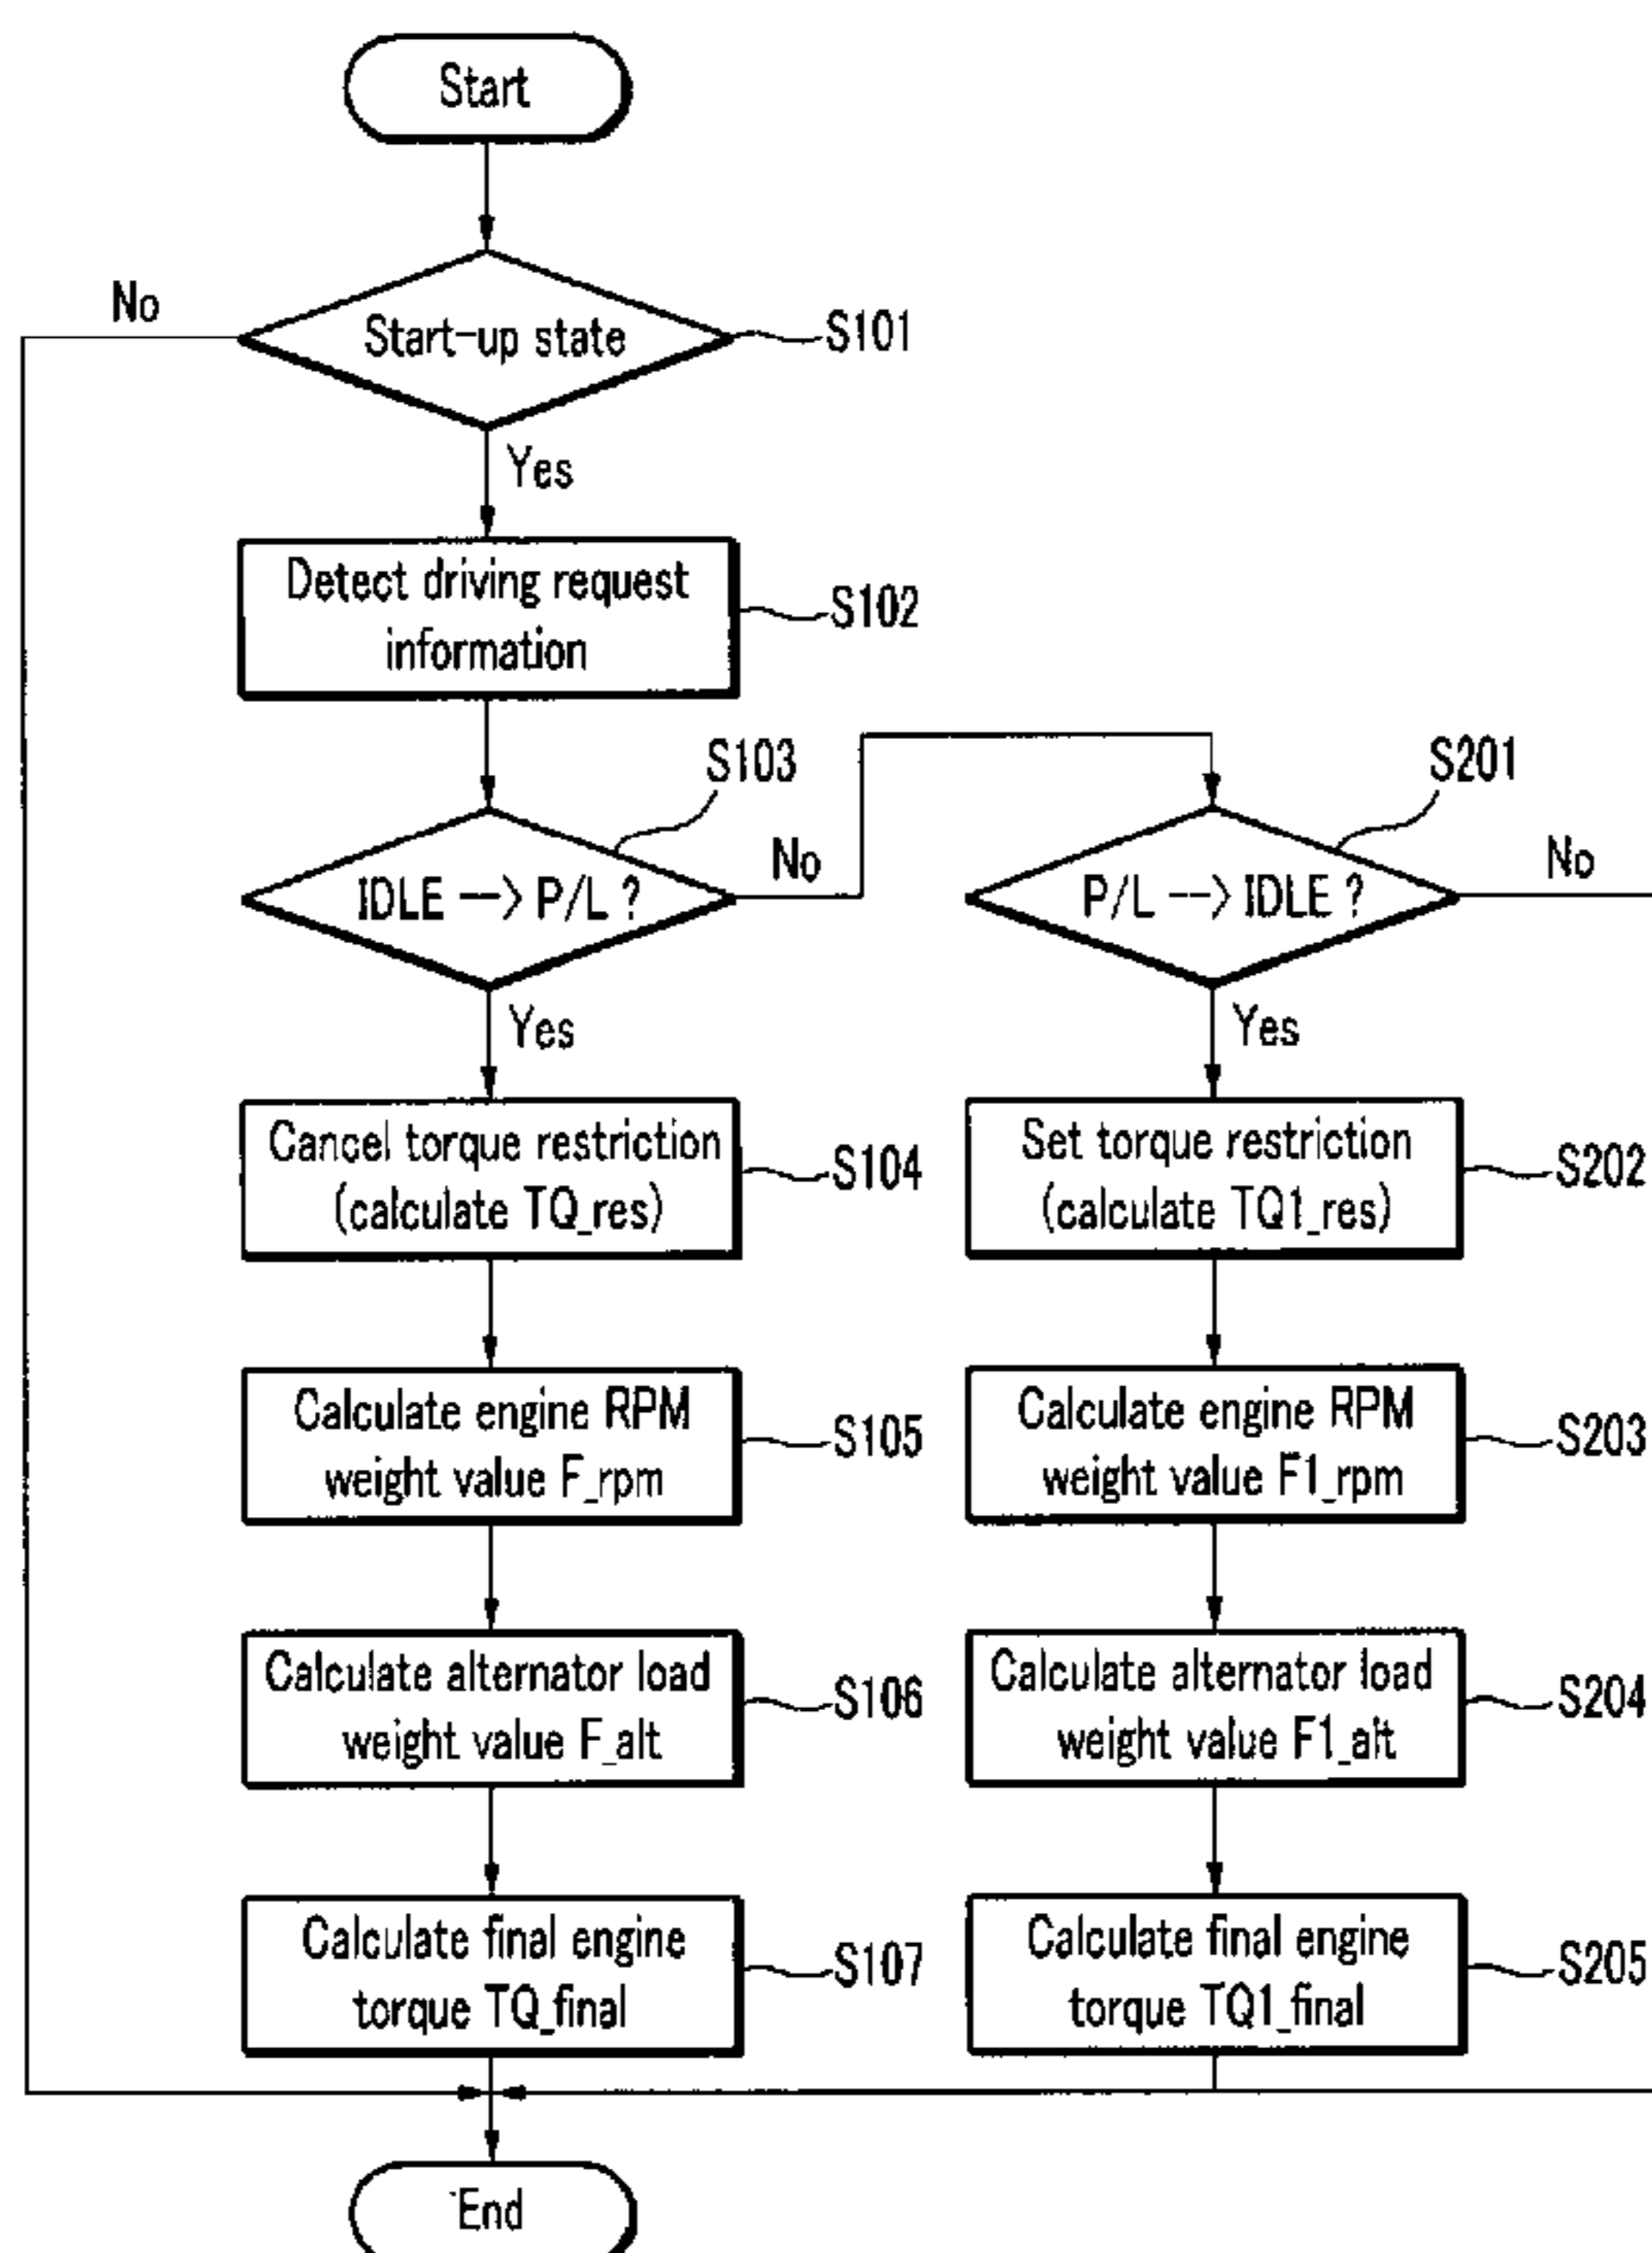 Start
No
Start-up state
S101
Yes
Detect driving request
information
S102
S103
S201
IDLE --> P/L ?
No
P/L --> IDLE ?
No
Yes
Yes
Cancel torque restriction
(calculate TQ_res)
S104
Set torque restriction
(calculate TQ1_res)
S202
Calculate engine RPM
weight value F_rpm
S105
Calculate engine RPM
weight value F1_rpm
S203
Calculate alternator load
weight value F_alt
S106
Calculate alternator load
weight value F1_alt
S204
Calculate final engine
torque TQ_final
S107
Calculate final engine
torque TQ1_final
S205
End